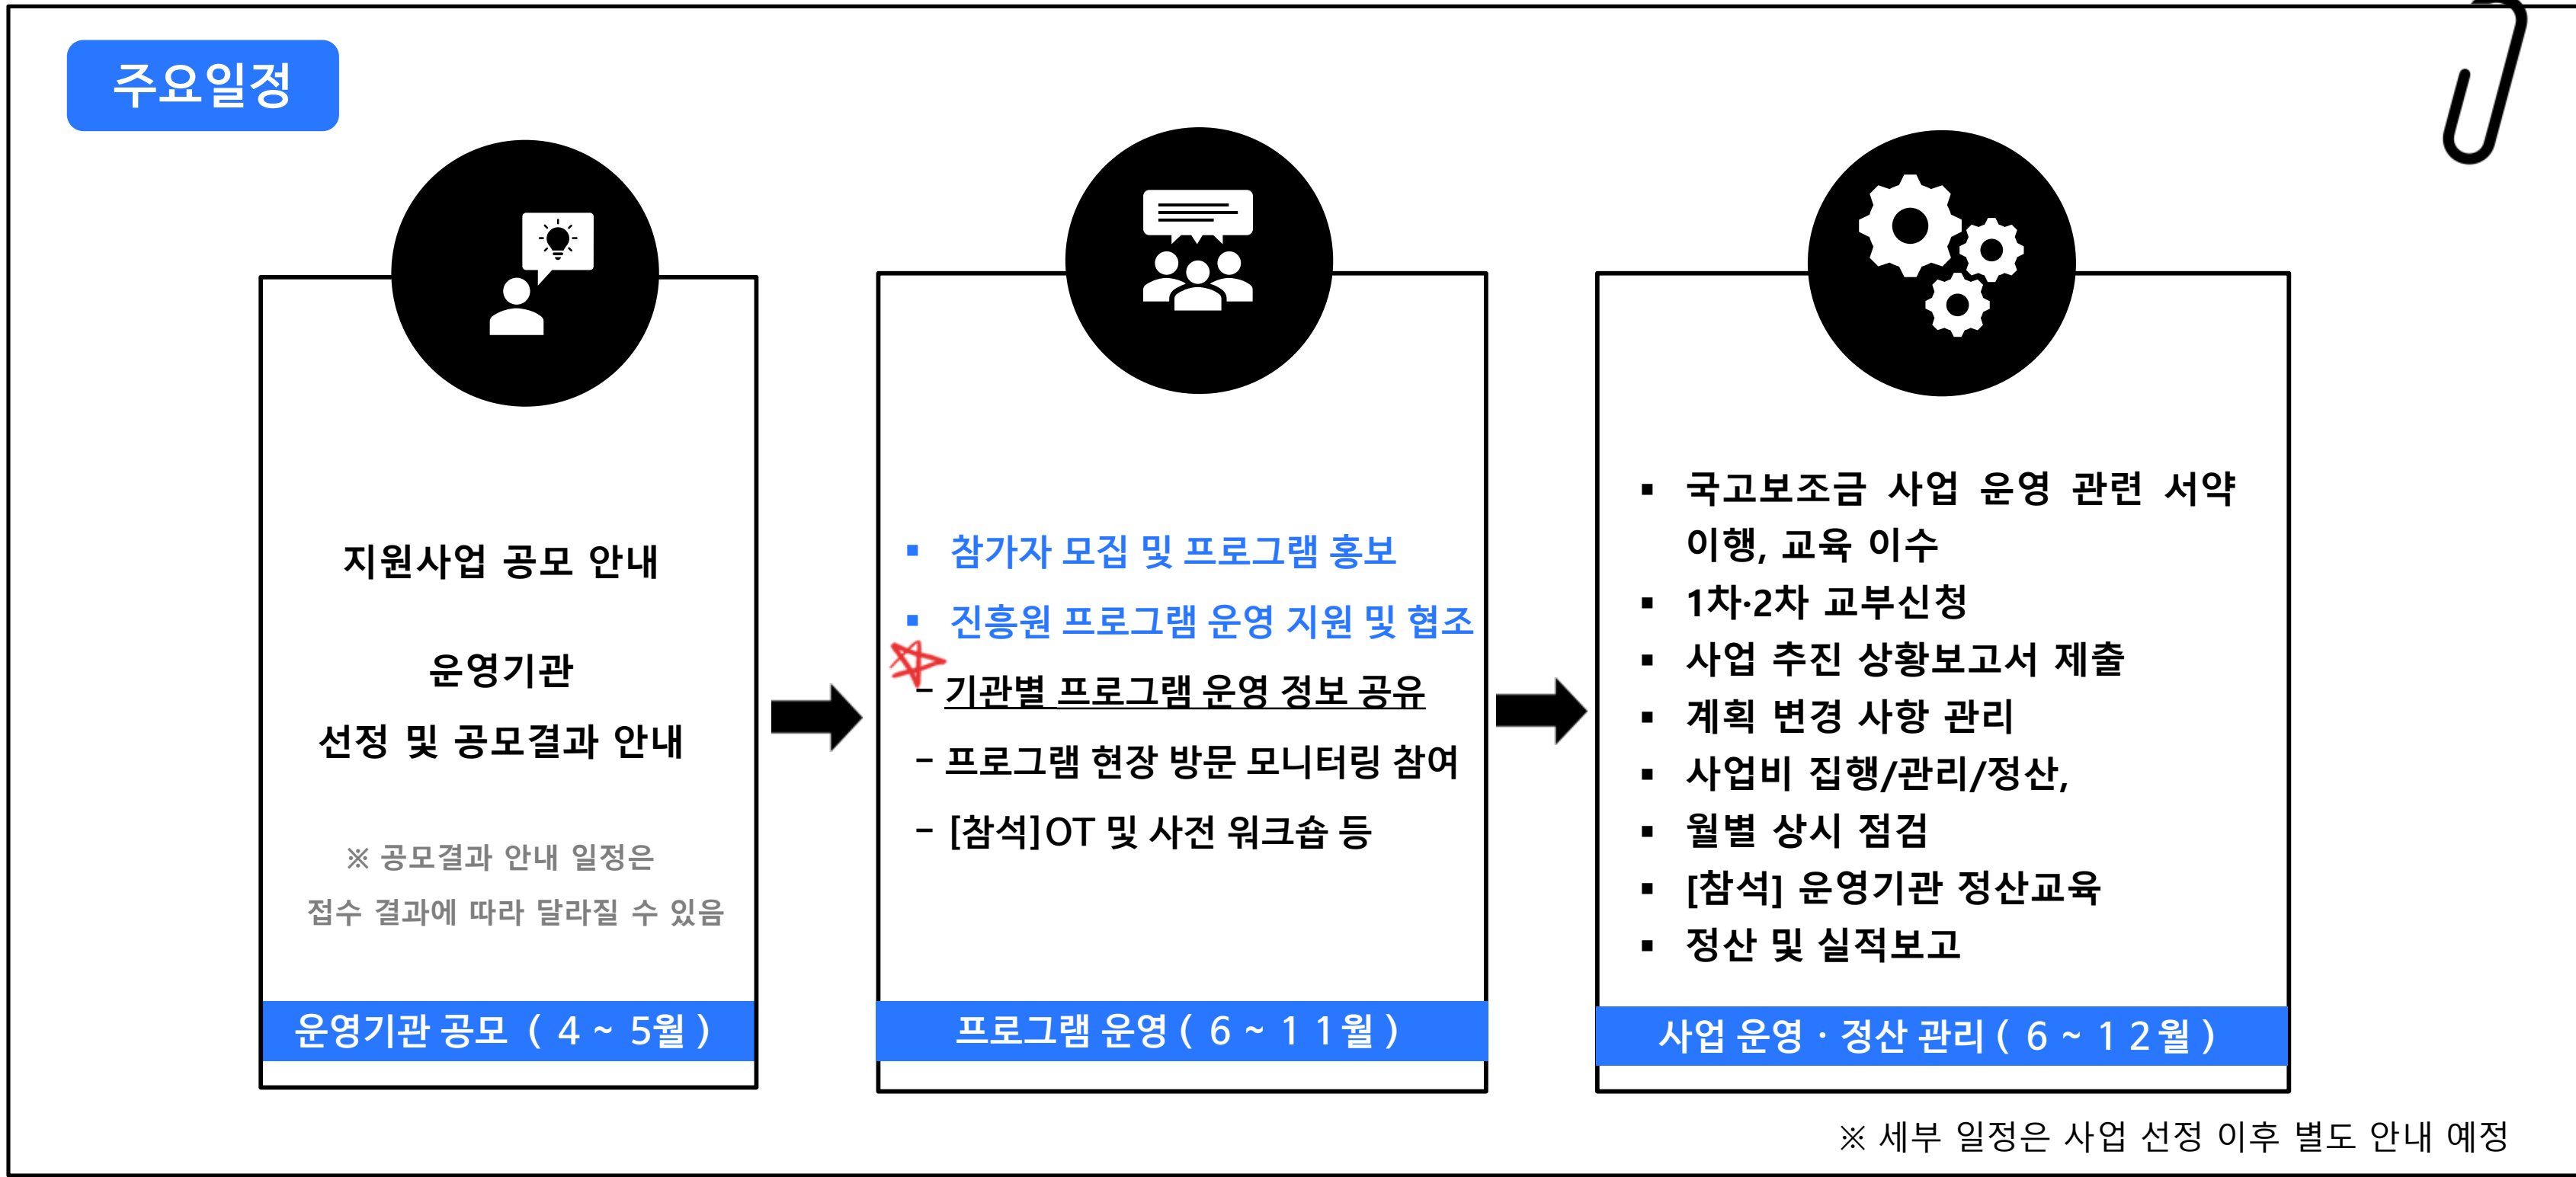 주요일정
지원사업 공모 안내
운영기관
선정 및 공모결과 안내
※ 공모결과 안내 일정은
접수 결과에 따라 달라질 수 있음
운영기관 공모 ( 4 ~ 5월 )
▪ 참가자 모집 및 프로그램 홍보
▪ 진흥원 프로그램 운영 지원 및 협조
– 기관별 프로그램 운영 정보 공유
– 프로그램 현장 방문 모니터링 참여
– [참석]OT 및 사전 워크숍 등
프로그램 운영 ( 6 ~ 1 1월 )
▪ 국고보조금 사업 운영 관련 서약
이행, 교육 이수
▪ 1차·2차 교부신청
▪ 사업 추진 상황보고서 제출
▪ 계획 변경 사항 관리
▪ 사업비 집행/관리/정산,
▪ 월별 상시 점검
▪ [참석] 운영기관 정산교육
▪ 정산 및 실적보고
사업 운영 · 정산 관리 ( 6 ~ 1 2월 )
※ 세부 일정은 사업 선정 이후 별도 안내 예정